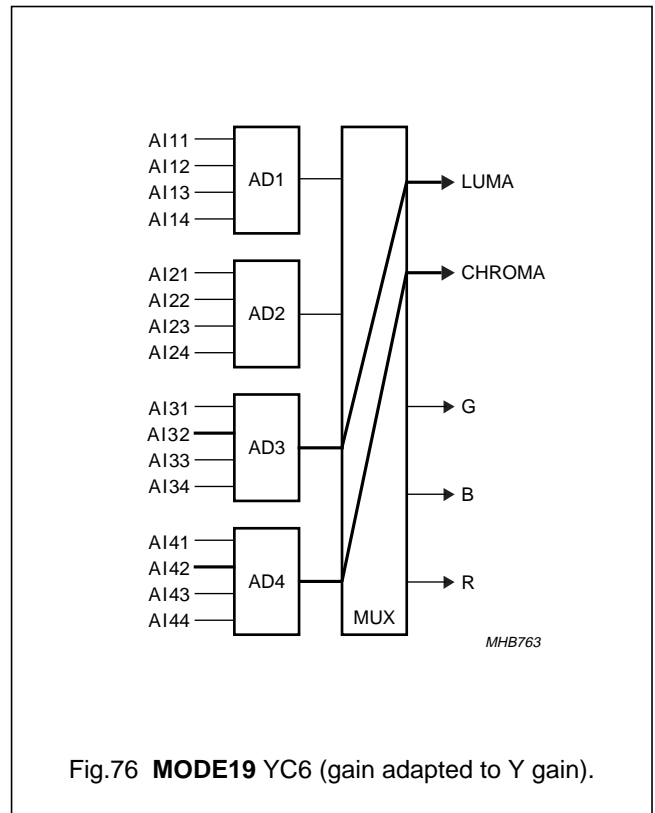 AI11
AI12
AI13
AI14
AD1
AI21
AI22
AI23
AI24
AD2
AI31
AI32
AI33
AI34
AD3
AI41
AI42
AI43
AI44
AD4
MUX
LUMA
CHROMA
G
B
R
MHB763
Fig.76 MODE19 YC6 (gain adapted to Y gain).